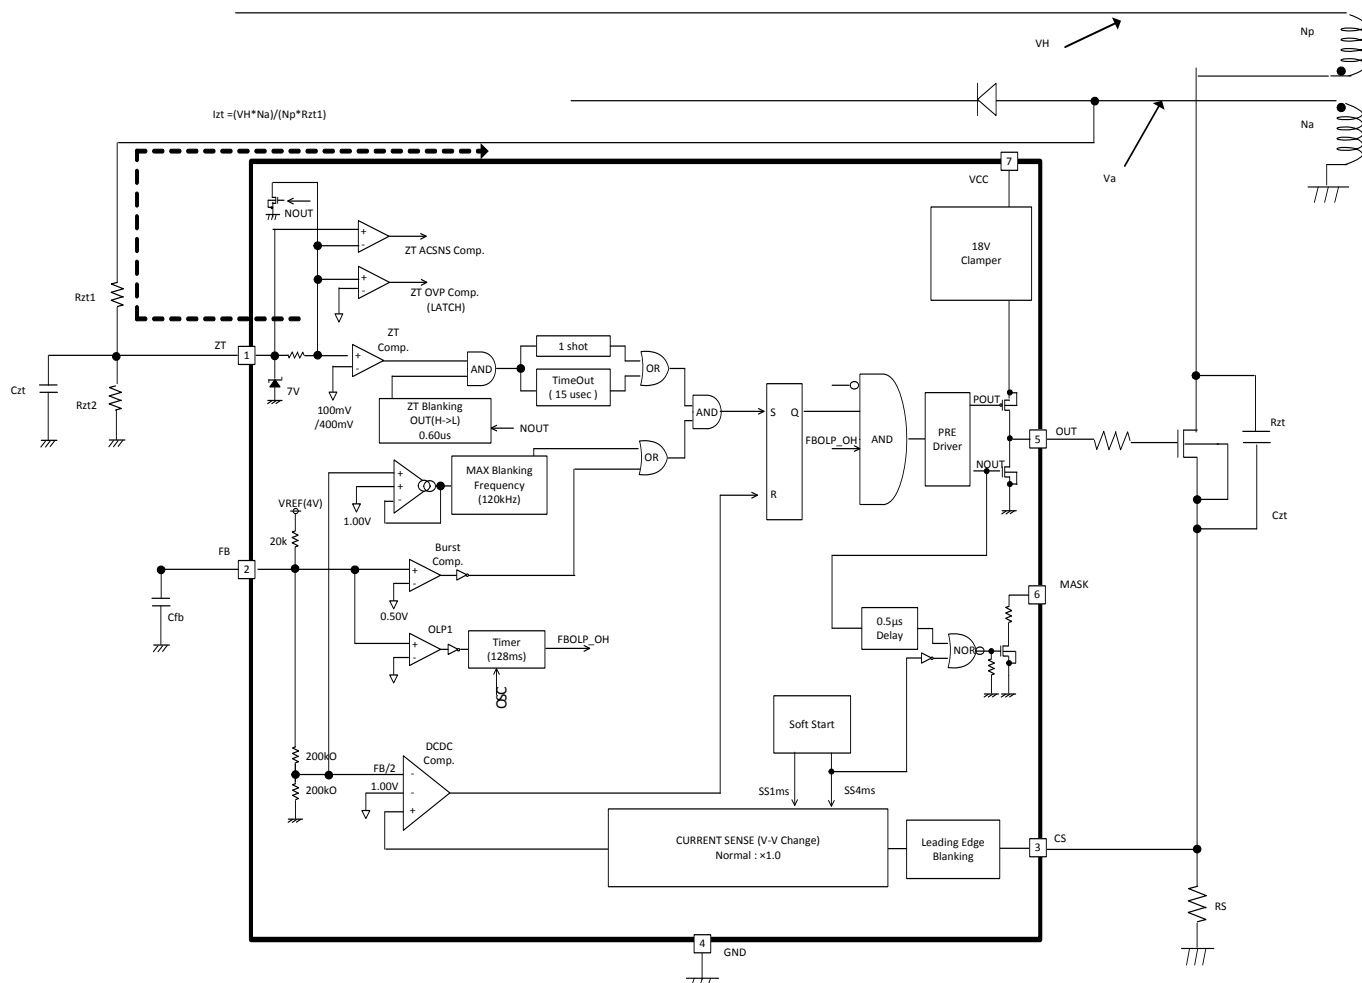 VH
Np
Izt =(VH*Na)/(Np*Rzt1)
Na
Va
7
VCC
NOUT
18V
Clamper
ZT ACSNS Comp.
ZT OVP Comp.
(LATCH)
Rzt1
ZT
1
ZT
Comp.
1 shot
AND
OR
TimeOut
( 15 usec )
7V
Czt
Rzt2
100mV
/400mV
ZT Blanking
OUT(H->L)
0.60us
NOUT
AND
S
Q
R
FBOLP_OH
AND
PRE
Driver
POUT
NOUT
5
OUT
Rzt
Czt
OR
MAX Blanking
Frequency
(120kHz)
1.00V
VREF(4V)
20k
FB
2
Burst
Comp.
0.50V
Cfb
OLP1
Timer
(128ms)
FBOLP_OH
OSC
6
MASK
0.5µs
Delay
NOR
Soft Start
SS1ms
SS4ms
200kO
200kO
FB/2
1.00V
DCDC
Comp.
-
-
+
CURRENT SENSE (V-V Change)
Normal : ×1.0
Leading Edge
Blanking
3
CS
RS
4
GND